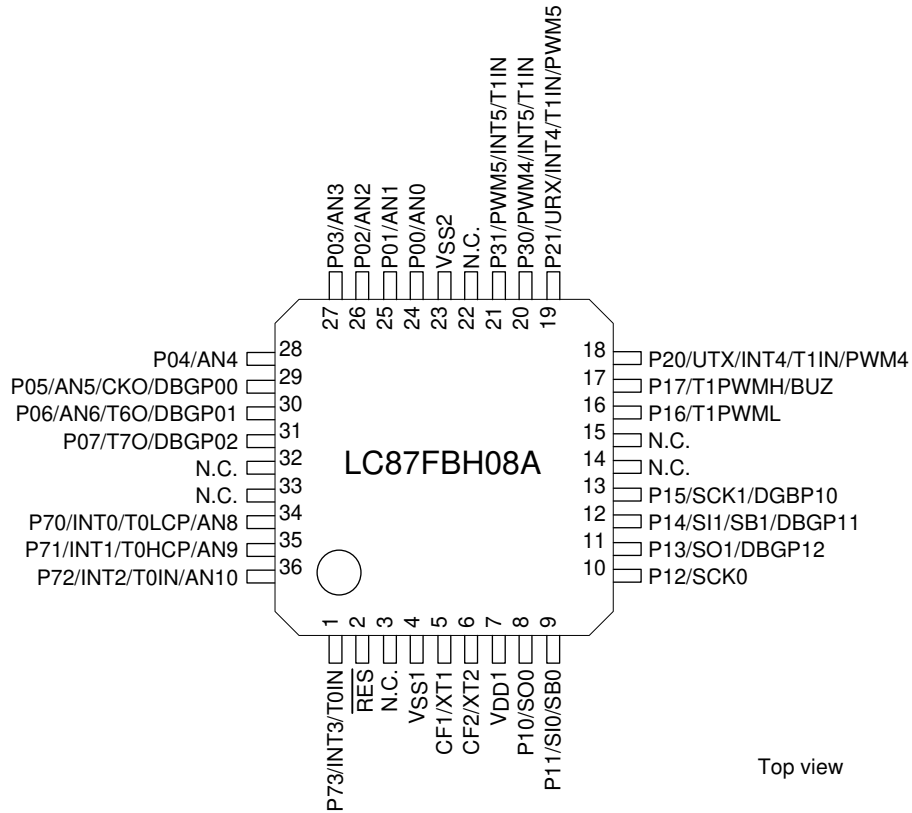 P03/AN3
P02/AN2
P01/AN1
P00/AN0
VSS2
N.C.
P31/PWM5/INT5/T1IN
P30/PWM4/INT5/T1IN
P21/URX/INT4/T1IN/PWM5
27
26
25
24
23
22
21
20
19
P04/AN4
28
P05/AN5/CKO/DBGP00
29
P06/AN6/T6O/DBGP01
30
P07/T7O/DBGP02
31
N.C.
32
N.C.
33
P70/INT0/T0LCP/AN8
34
P71/INT1/T0HCP/AN9
35
P72/INT2/T0IN/AN10
36
LC87FBH08A
18
P20/UTX/INT4/T1IN/PWM4
17
P17/T1PWMH/BUZ
16
P16/T1PWML
15
N.C.
14
N.C.
13
P15/SCK1/DGBP10
12
P14/SI1/SB1/DBGP11
11
P13/SO1/DBGP12
10
P12/SCK0
1
2
3
4
5
6
7
8
9
P73/INT3/T0IN
RES
N.C.
VSS1
CF1/XT1
CF2/XT2
VDD1
P10/SO0
P11/SI0/SB0
Top view